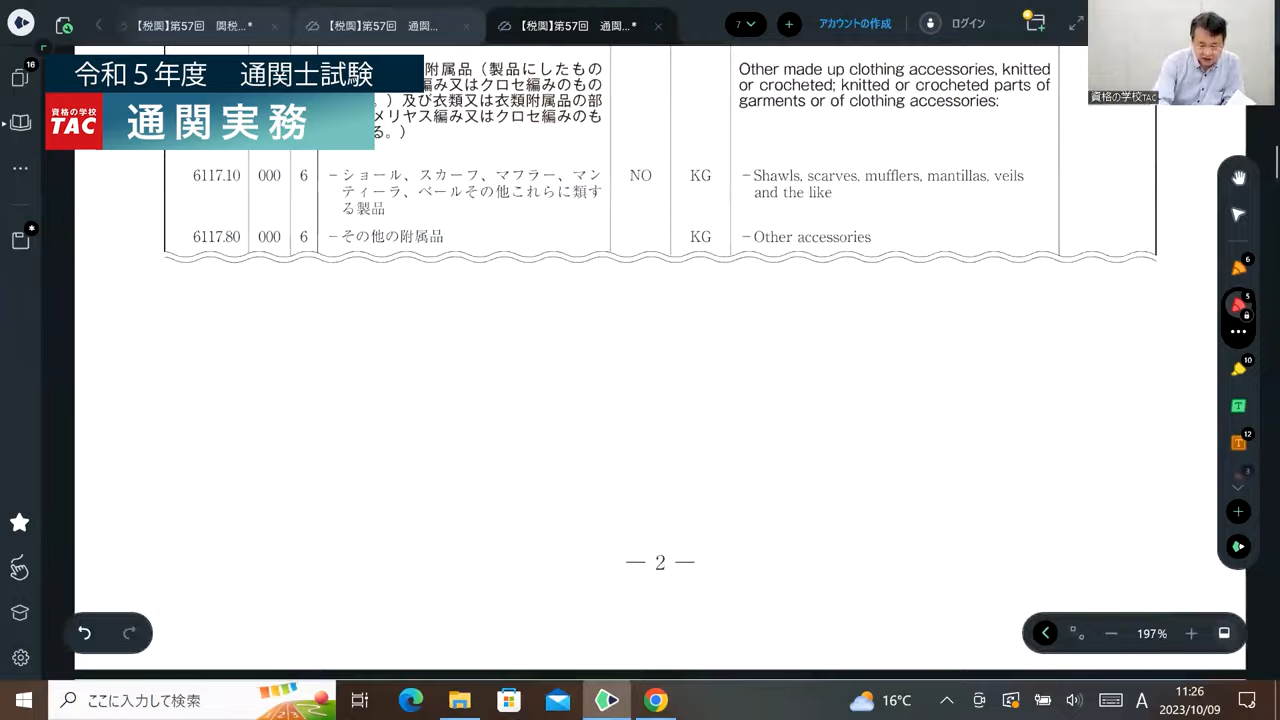 【税関】第57回 関税...*
【税関】第57回 通関...
【税関】第57回 通関...*
7
アカウントの作成
ログイン
16
令和5年度 通関士試験
資格の学校
TAC
通関実務
附属品(製品にしたもの
編み又はクロセ編みのもの
。)及び衣類又は衣類附属品の部
メリヤス編み又はクロセ編みのも
る。)
Other made up clothing accessories, knitted
or crocheted; knitted or crocheted parts of
garments or of clothing accessories:
資格の学校TAC
6117.10 000 6 -ショール、スカーフ、マフラー、マン
ティーラ、ベールその他これらに類す
る製品
NO KG -Shawls, scarves, mufflers, mantillas, veils
and the like
6117.80 000 6 -その他の附属品 KG -Other accessories
6
5
10
T
12
T
3
— 2 —
197%
ここに入力して検索
16°C
A
11:26
2023/10/09